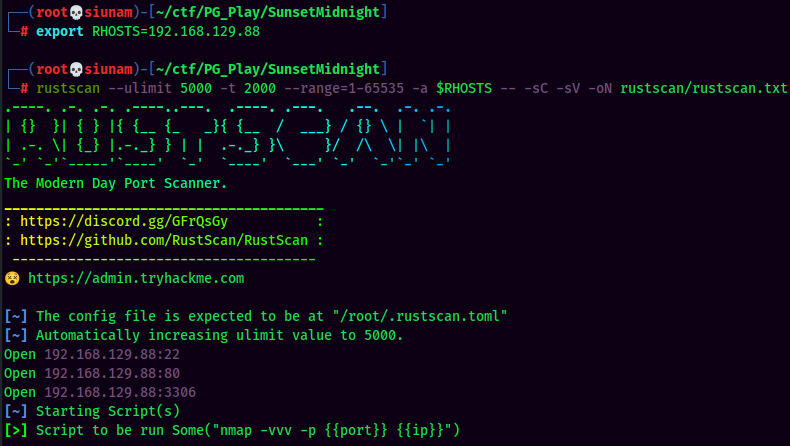 ┌──(root💀siunam)-[~/ctf/PG_Play/SunsetMidnight]
└─# export RHOSTS=192.168.129.88
┌──(root💀siunam)-[~/ctf/PG_Play/SunsetMidnight]
└─# rustscan --ulimit 5000 -t 2000 --range=1-65535 -a $RHOSTS -- -sC -sV -oN rustscan/rustscan.txt
.----. .-. .-. .----..---.  .----. .---.   .--.  .-. .-.
| {}  }| { } |{ {__ {_   _}{ {__  /  ___} / {} \ |  `| |
| .-. \| {_} |.-._} } | |  .-._} }\     }/  /\  \| |\  |
`-' `-'`-----'`----'  `-'  `----'  `---' `-'  `-'`-' `-'
The Modern Day Port Scanner.
________________________________________
: https://discord.gg/GFrQsGy           :
: https://github.com/RustScan/RustScan :
 --------------------------------------
😵 https://admin.tryhackme.com
[~] The config file is expected to be at "/root/.rustscan.toml"
[~] Automatically increasing ulimit value to 5000.
Open 192.168.129.88:22
Open 192.168.129.88:80
Open 192.168.129.88:3306
[~] Starting Script(s)
[>] Script to be run Some("nmap -vvv -p {{port}} {{ip}}")